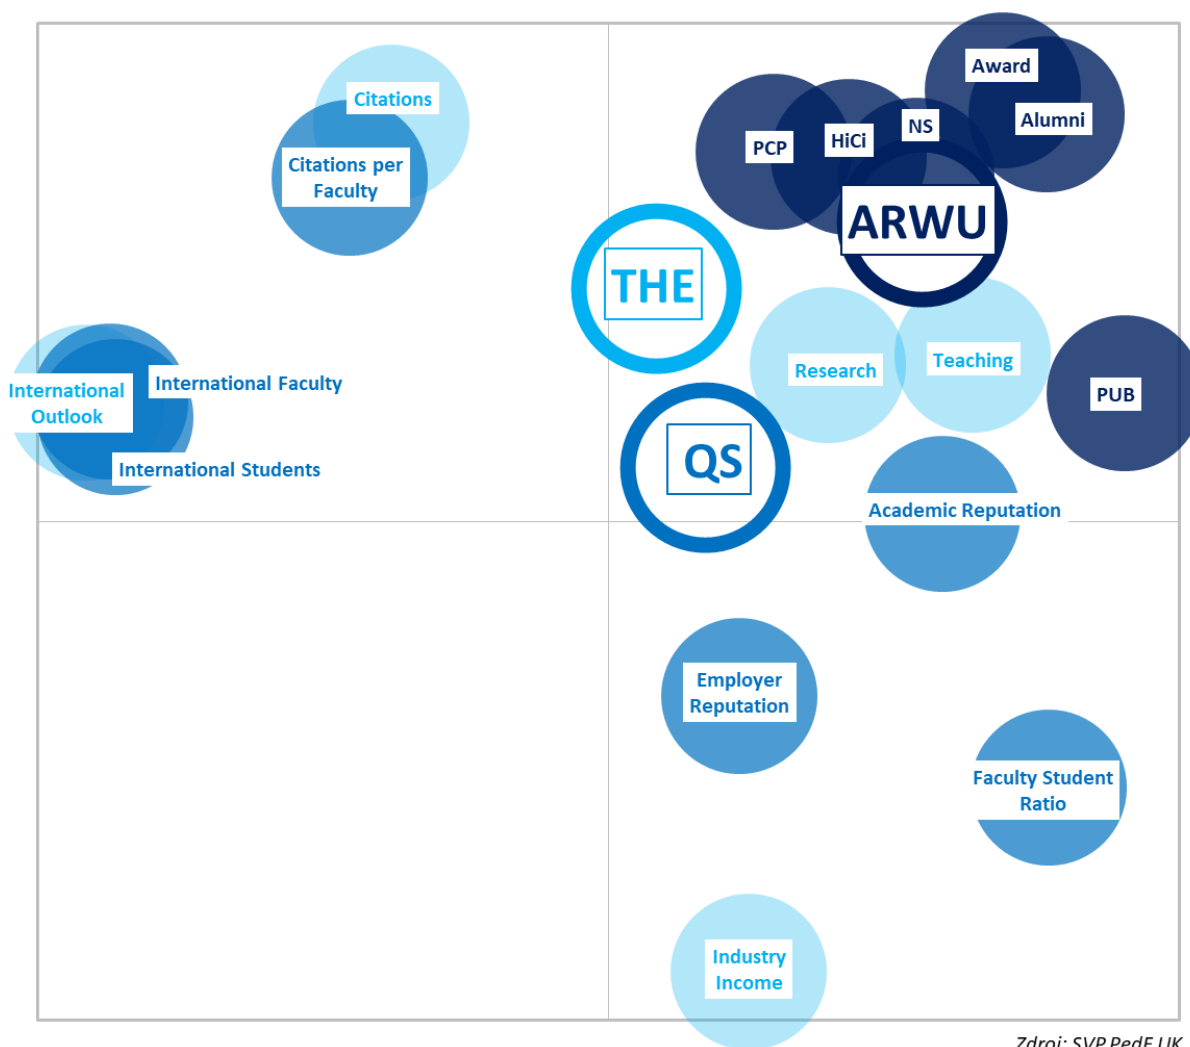 Award
Citations
Alumni
NS
HiCi
PCP
Citations per
Faculty
ARWU
THE
Research
Teaching
International
Outlook
International Faculty
PUB
International Students
QS
Academic Reputation
Employer
Reputation
Faculty Student
Ratio
Industry
Income
Zdroj: SVP PedF UK